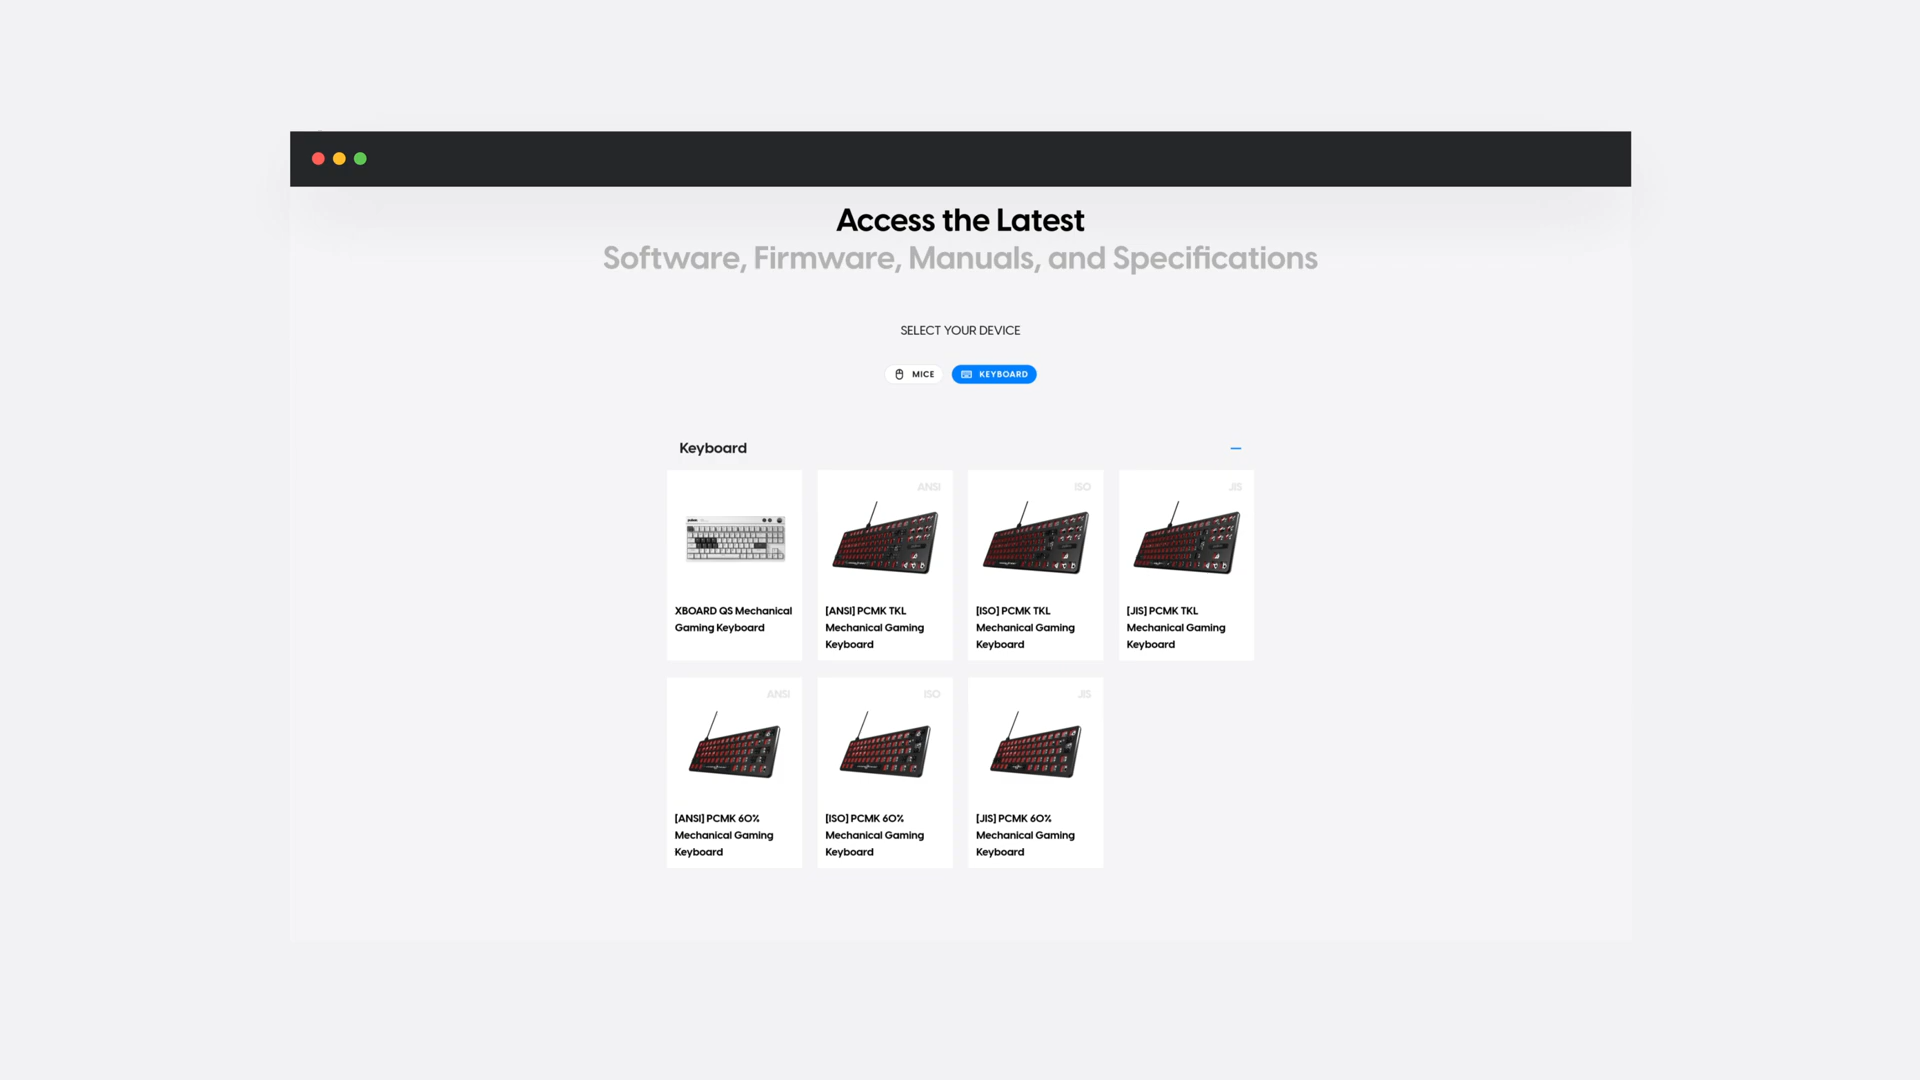 Access the Latest
Software, Firmware, Manuals, and Specifications
SELECT YOUR DEVICE
MICE
KEYBOARD
Keyboard
XBOARD QS Mechanical
Gaming Keyboard
ANSI
[ANSI] PCMK TKL
Mechanical Gaming
Keyboard
ISO
[ISO] PCMK TKL
Mechanical Gaming
Keyboard
JIS
[JIS] PCMK TKL
Mechanical Gaming
Keyboard
ANSI
[ANSI] PCMK 60%
Mechanical Gaming
Keyboard
ISO
[ISO] PCMK 60%
Mechanical Gaming
Keyboard
JIS
[JIS] PCMK 60%
Mechanical Gaming
Keyboard